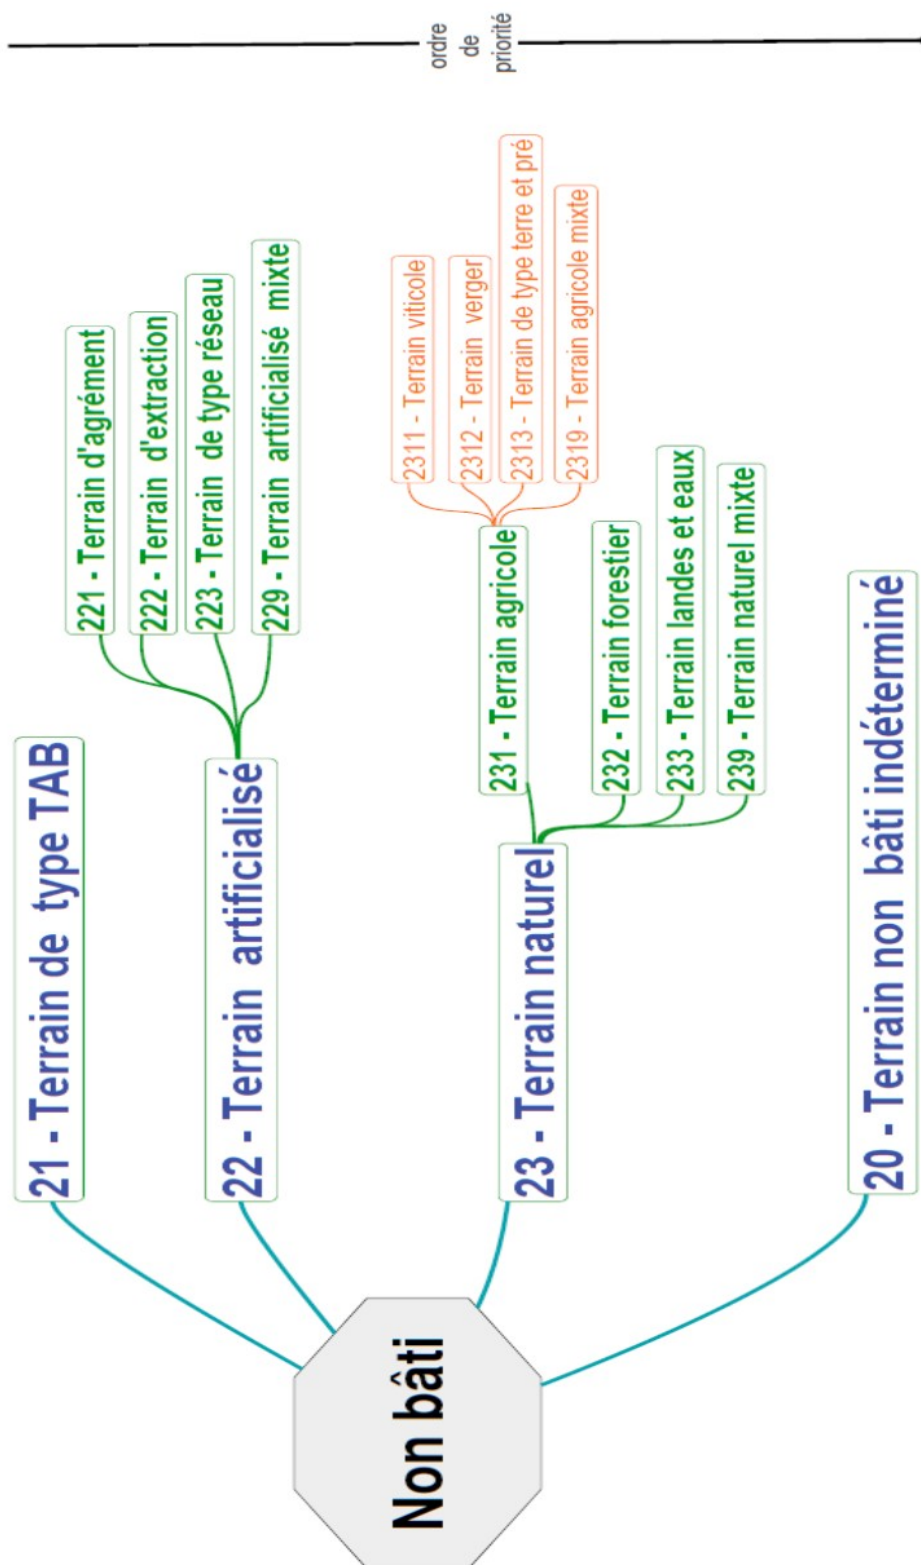 Non bâti
21 - Terrain de type TAB
22 - Terrain artificialisé
221 - Terrain d'agrément
222 - Terrain d'extraction
223 - Terrain de type réseau
229 - Terrain artificialisé mixte
23 - Terrain naturel
231 - Terrain agricole
2311 - Terrain viticole
2312 - Terrain verger
2313 - Terrain de type terre et pré
2319 - Terrain agricole mixte
232 - Terrain forestier
233 - Terrain landes et eaux
239 - Terrain naturel mixte
20 - Terrain non bâti indéterminé
ordre
de
priorité